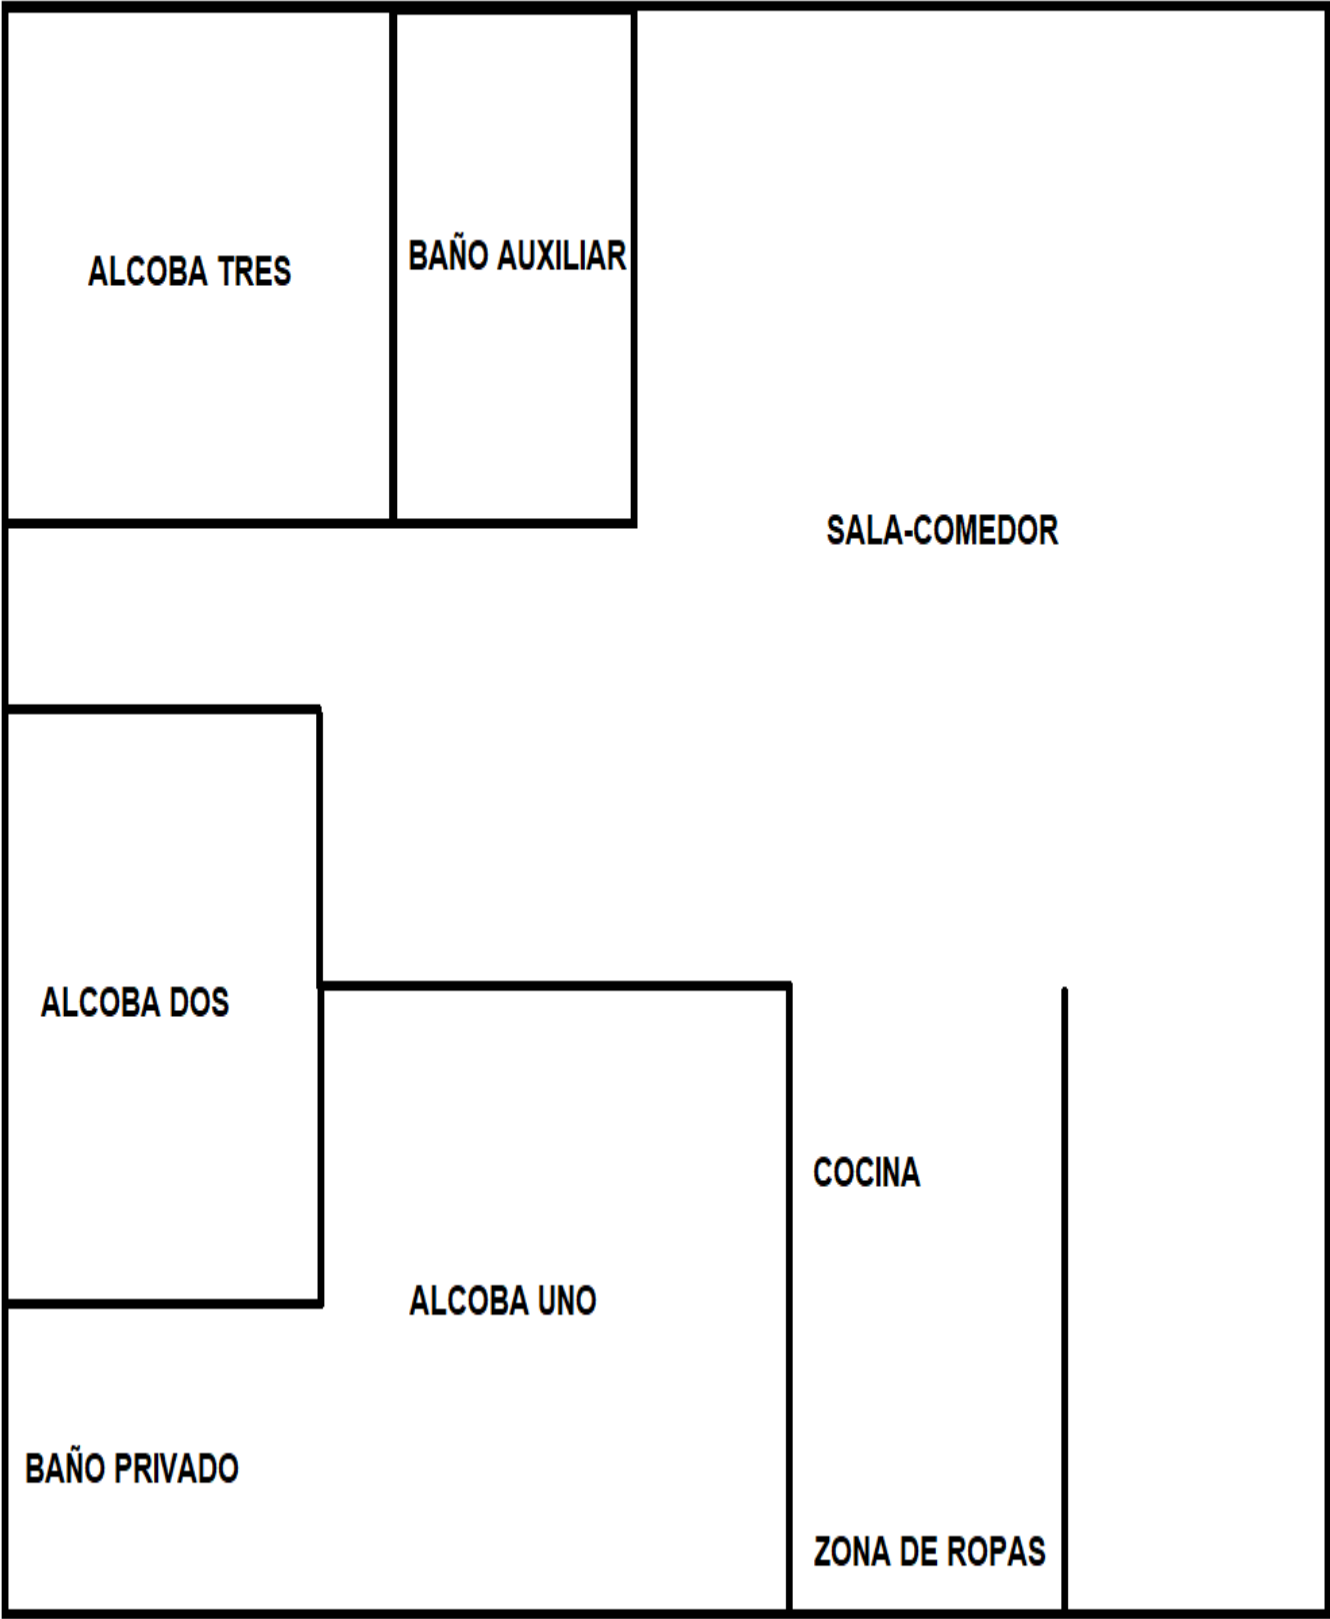 BAÑO AUXILIAR
ALCOBA TRES
SALA-COMEDOR
ALCOBA DOS
COCINA
ALCOBA UNO
BAÑO PRIVADO
ZONA DE ROPAS